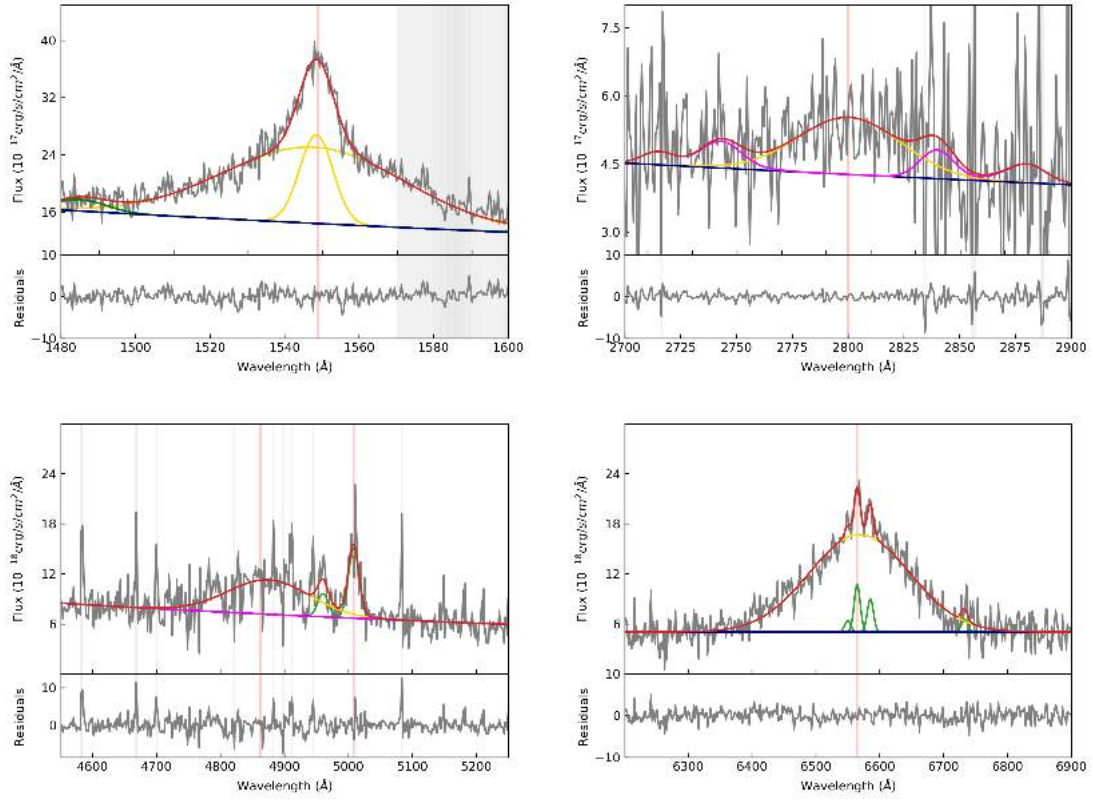 40
32
24
16
Flux (10 17erg/s/cm²/Å)
10
0
−10
Residuals
1480 1500 1520 1540 1560 1580 1600
Wavelength (Å)
7.5
6.0
4.5
3.0
Flux (10 17erg/s/cm²/Å)
10
0
−10
Residuals
2700 2725 2750 2775 2800 2825 2850 2875 2900
Wavelength (Å)
24
18
12
6
Flux (10 18erg/s/cm²/Å)
10
0
Residuals
4600 4700 4800 4900 5000 5100 5200
Wavelength (Å)
24
18
12
6
Flux (10 18erg/s/cm²/Å)
10
0
−10
Residuals
6300 6400 6500 6600 6700 6800 6900
Wavelength (Å)